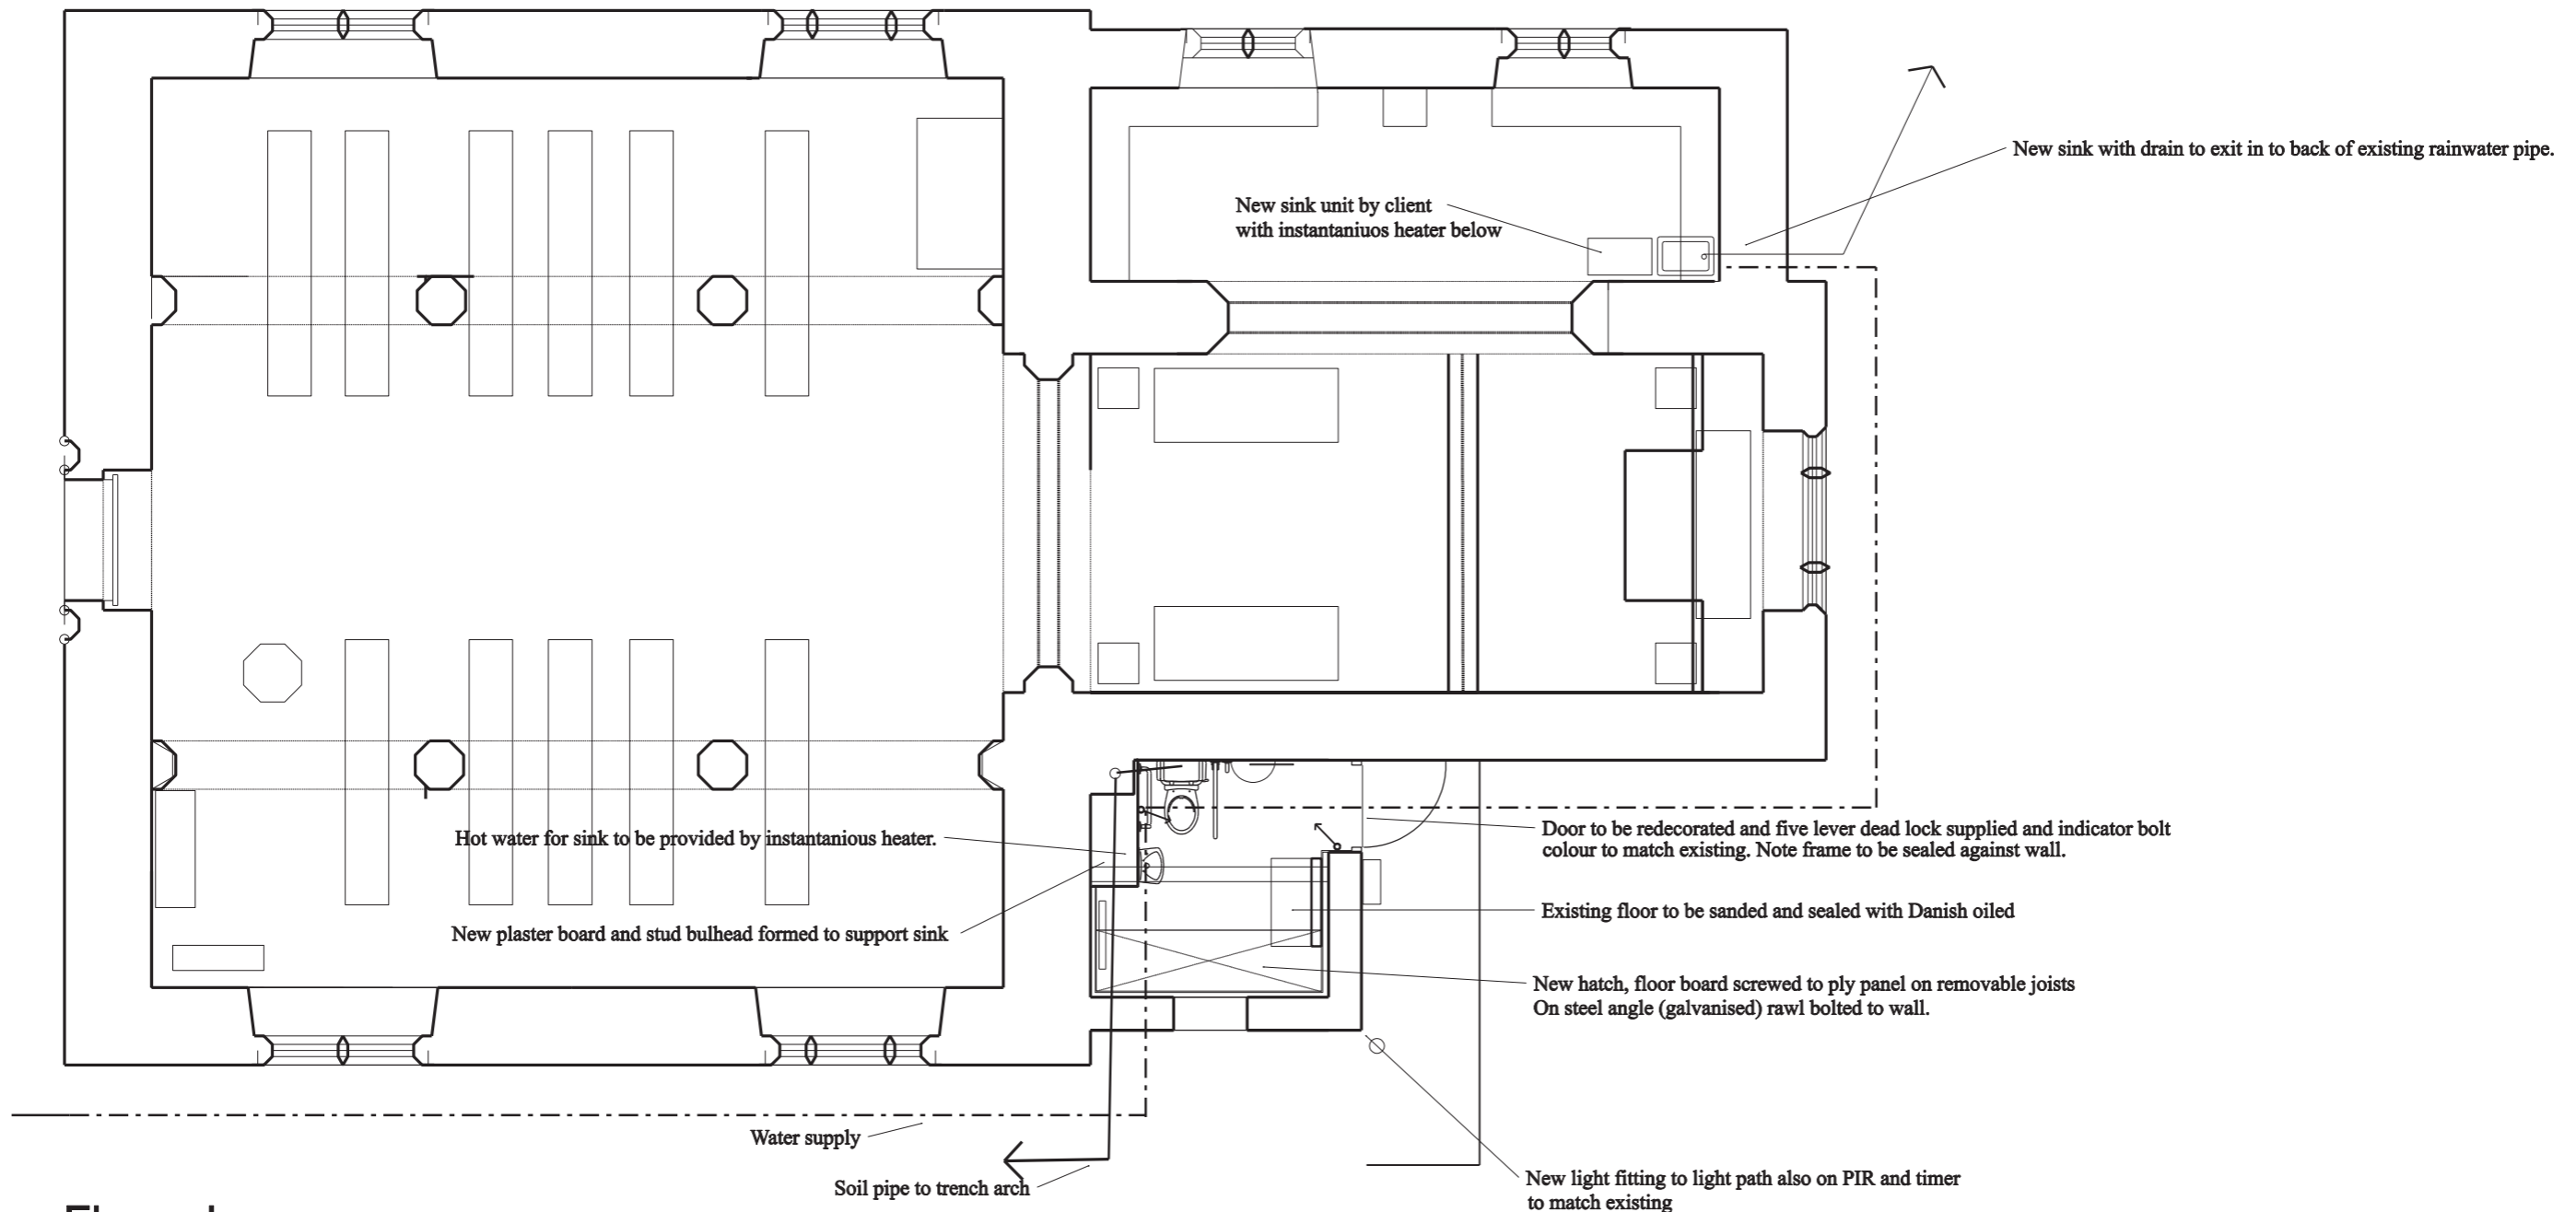 New sink with drain to exit in to back of existing rainwater pipe.
New sink unit by client
with instantaniuos heater below
Hot water for sink to be provided by instantanious heater.
Door to be redecorated and five lever dead lock supplied and indicator bolt
colour to match existing. Note frame to be sealed against wall.
Existing floor to be sanded and sealed with Danish oiled
New plaster board and stud bulhead formed to support sink
New hatch, floor board screwed to ply panel on removable joists
On steel angle (galvanised) rawl bolted to wall.
Water supply
Soil pipe to trench arch
New light fitting to light path also on PIR and timer
to match existing